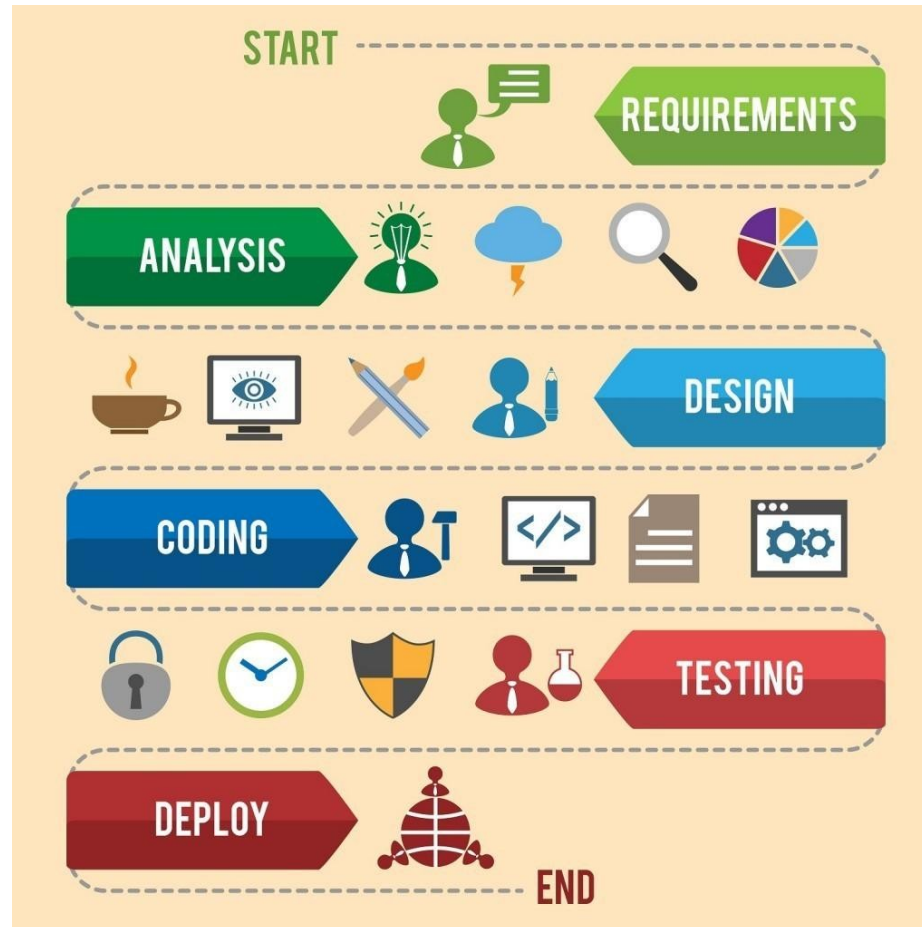 START
REQUIREMENTS
ANALYSIS
DESIGN
CODING
</>
TESTING
DEPLOY
END